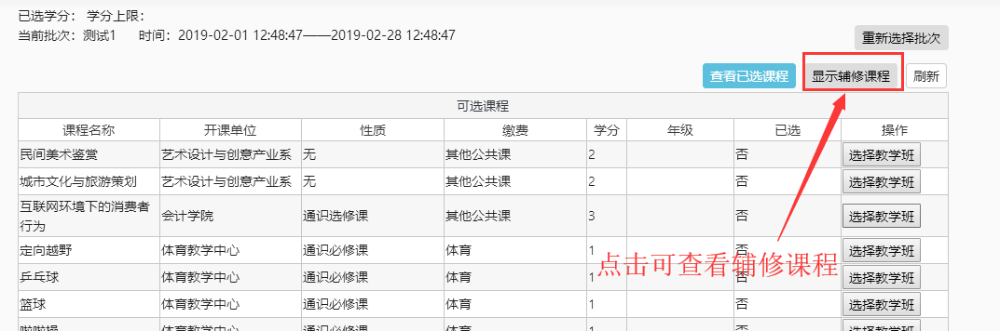 已选学分： 学分上限：
当前批次：测试1 时间：2019-02-01 12:48:47——2019-02-28 12:48:47
重新选择批次
查看已选课程 显示辅修课程 刷新
可选课程
课程名称 开课单位 性质 缴费 学分 年级 已选 操作
民间美术鉴赏 艺术设计与创意产业系 无 其他公共课 2 否 选择教学班
城市文化与旅游策划 艺术设计与创意产业系 无 其他公共课 2 否 选择教学班
互联网环境下的消费者
行为 会计学院 通识选修课 其他公共课 3 否 选择教学班
定向越野 体育教学中心 通识必修课 体育 1 否 选择教学班
点击可查看辅修课程
乒乓球 体育教学中心 通识必修课 体育 1 否 选择教学班
篮球 体育教学中心 通识必修课 体育 1 否 选择教学班
啦啦操 体育教学中心 通识必修课 体育 1 否 选择教学班